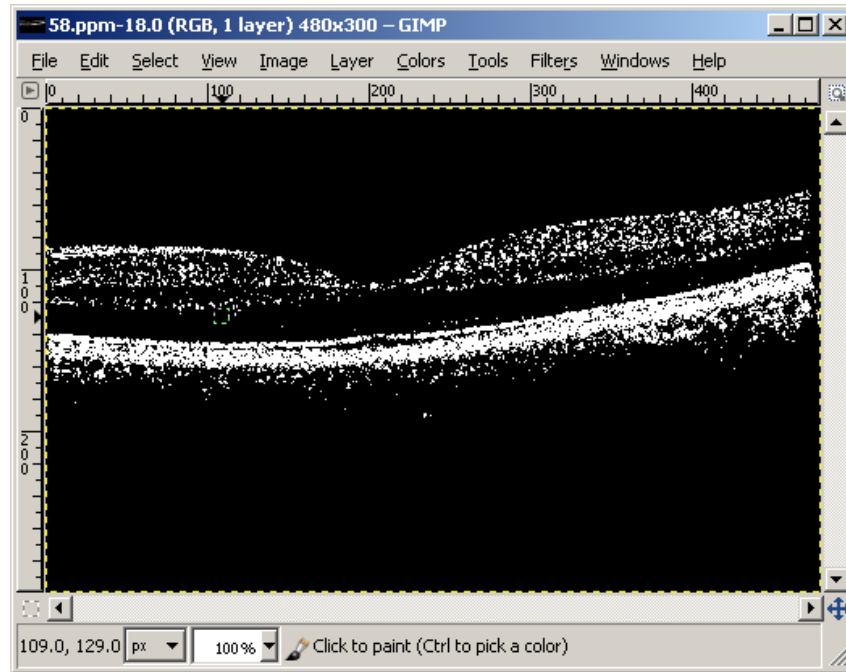 58.ppm-18.0 (RGB, 1 layer) 480x300 – GIMP
File Edit Select View Image Layer Colors Tools Filters Windows Help
0 100 200 300 400
0
100
200
109.0, 129.0 px 100% Click to paint (Ctrl to pick a color)